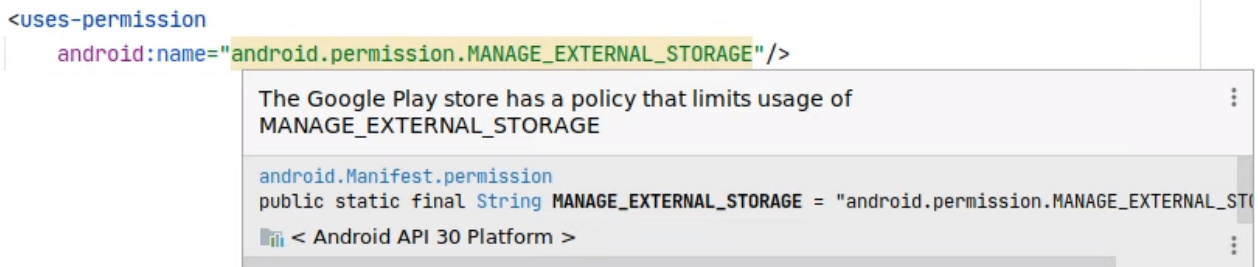 <uses-permission
android:name="android.permission.MANAGE_EXTERNAL_STORAGE"/>
The Google Play store has a policy that limits usage of
MANAGE_EXTERNAL_STORAGE
android.Manifest.permission
public static final String MANAGE_EXTERNAL_STORAGE = "android.permission.MANAGE_EXTERNAL_STO
< Android API 30 Platform >